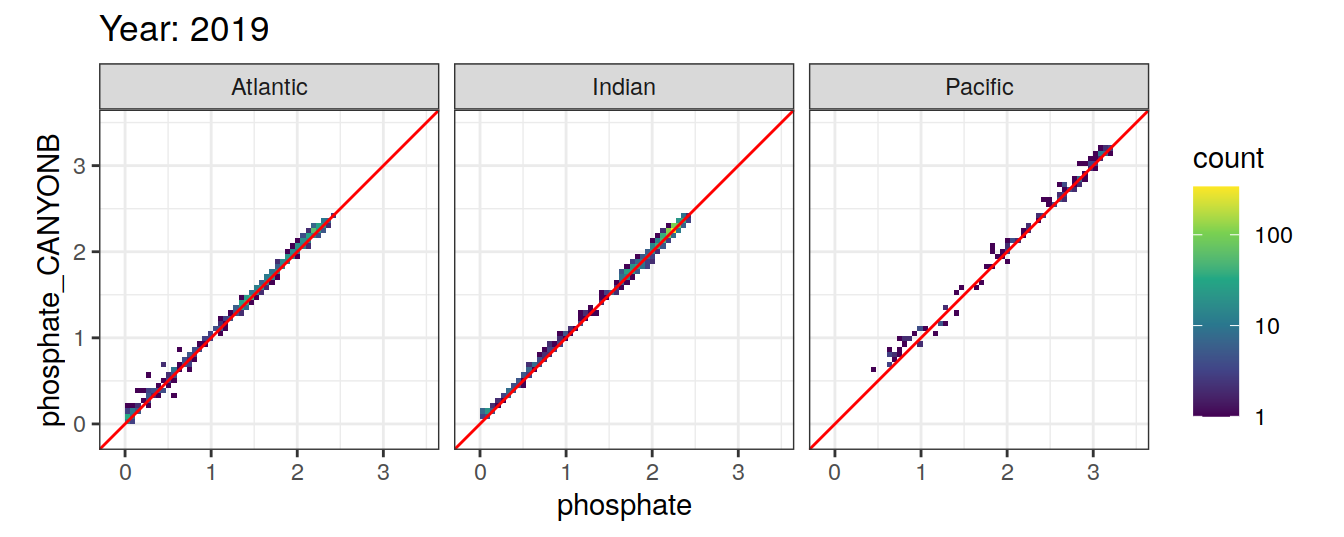 Year: 2019
Atlantic Indian Pacific
phosphate_CANYONB
3
2
1
0
0 1 2 3 0 1 2 3 0 1 2 3
phosphate
count
100
10
1